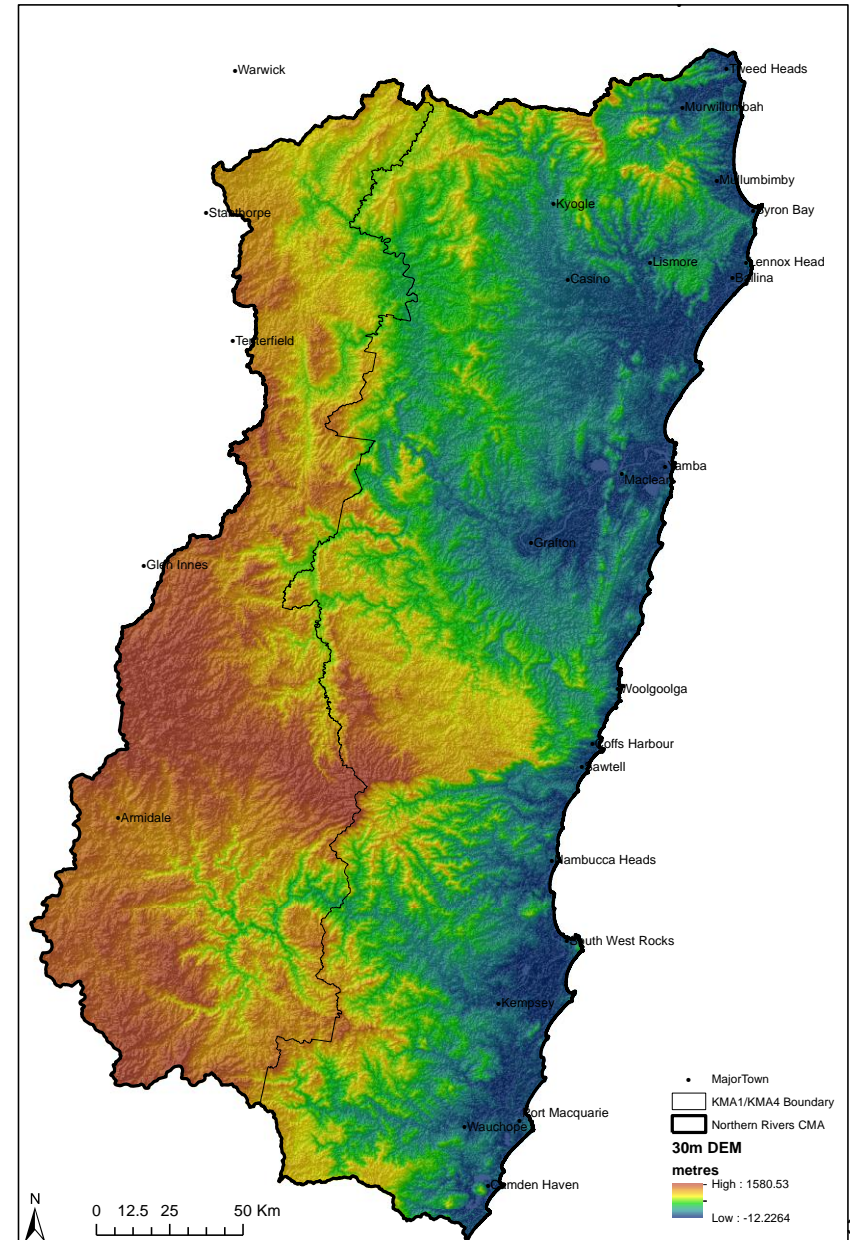 Warwick
Tweed Heads
Murwillumbah
Mullumbimby
Kyogle
Byron Bay
Stanthorpe
Lismore
Lennox Head
Casino
Ballina
Tenterfield
Yamba
Maclean
Grafton
Glen Innes
Woolgoolga
Coffs Harbour
Sawtell
Armidale
Nambucca Heads
South West Rocks
Kempsey
MajorTown
KMA1/KMA4 Boundary
Port Macquarie
Northern Rivers CMA
Wauchope
30m DEM
metres
Camden Haven
High : 1580.53
Low : -12.2264
N
0 12.5 25 50 Km